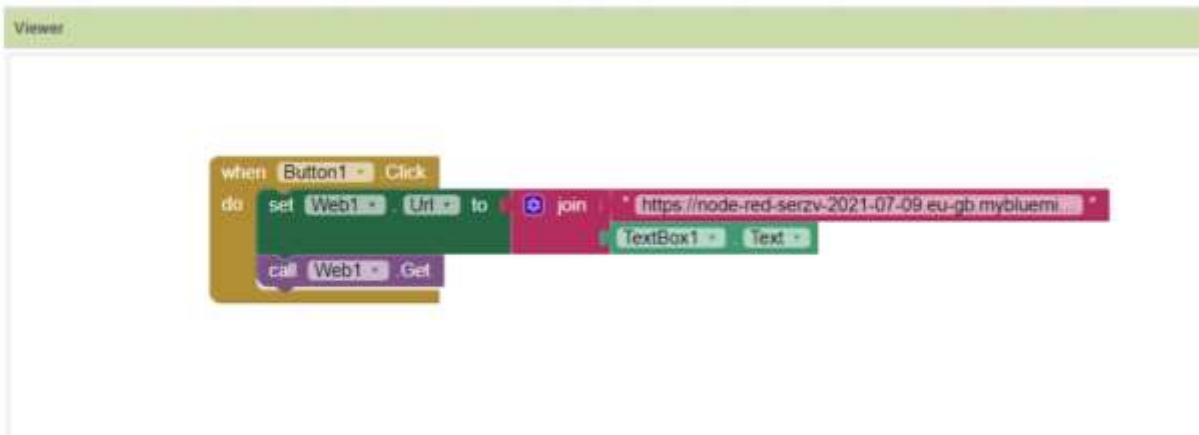 Viewer
when Button1 .Click
do set Web1 . Url to join " https://node-red-serzv-2021-07-09.eu-gb.mybluemi... "
TextBox1 . Text
call Web1 .Get